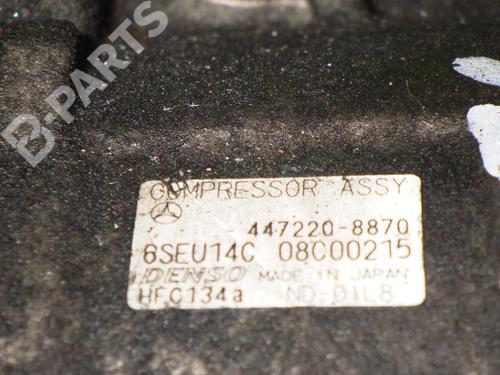 B-PARTS
COMPRESSOR ASSY
447220-8870
6SEU14C 08C00215
DENSO MADE IN JAPAN
HFC134a ND-OIL8